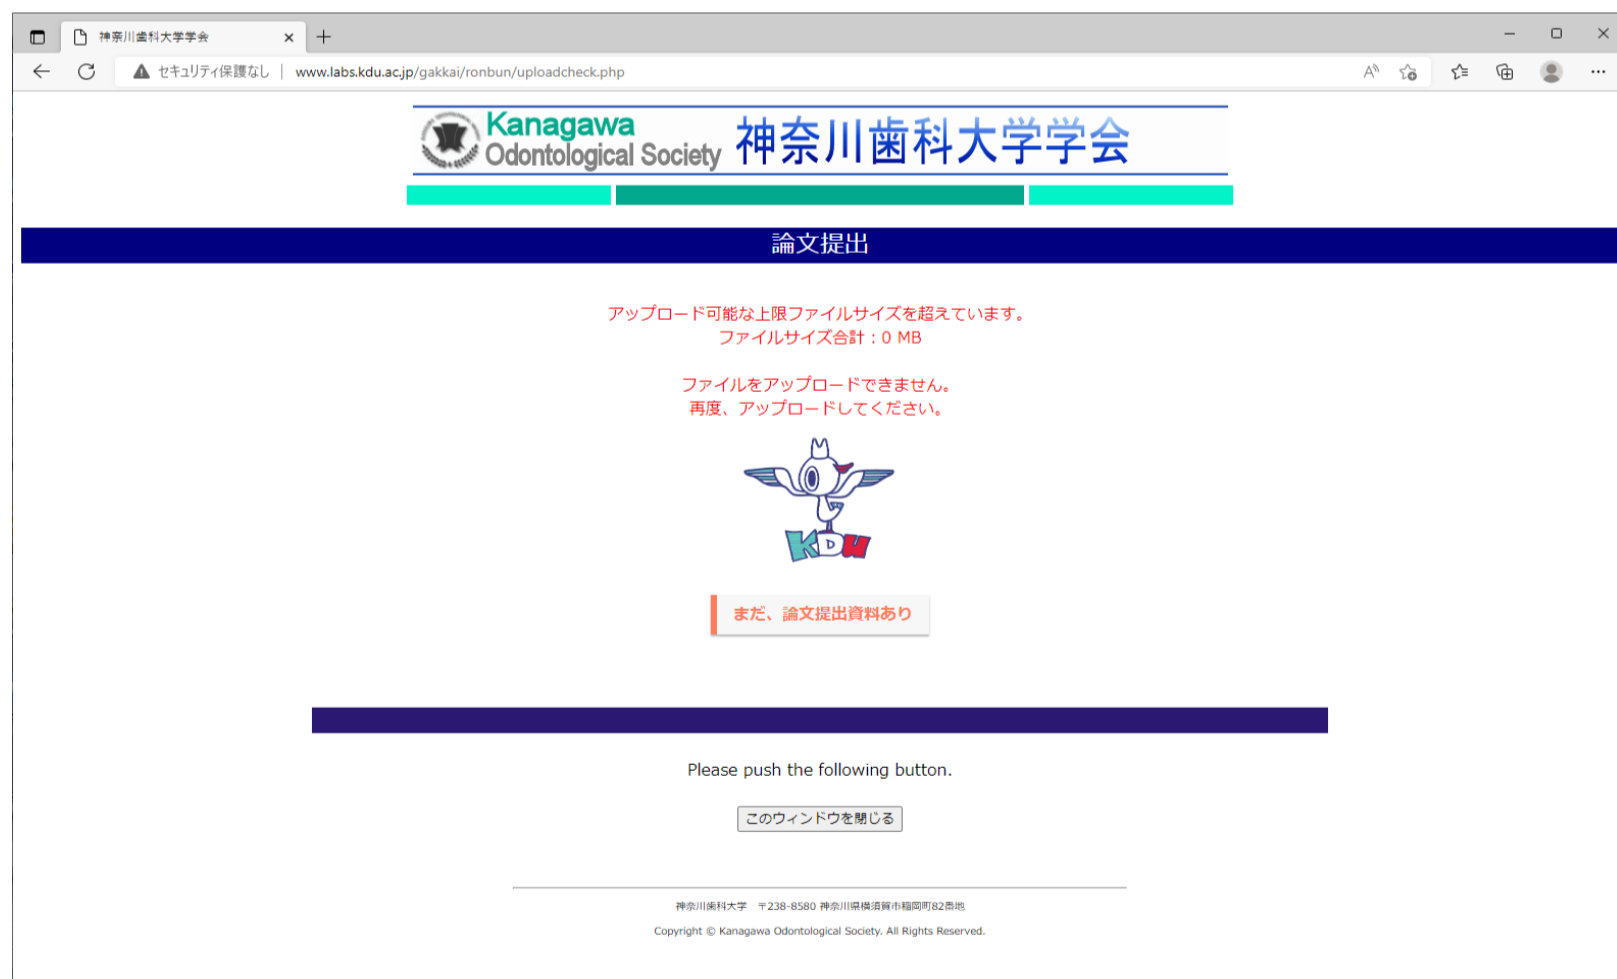 神奈川歯科大学学会
セキュリティ保護なし | www.labs.kdu.ac.jp/gakkai/ronbun/uploadcheck.php
Kanagawa
Odontological Society
神奈川歯科大学学会
論文提出
アップロード可能な上限ファイルサイズを超えています。
ファイルサイズ合計：0 MB
ファイルをアップロードできません。
再度、アップロードしてください。
KDU
まだ、論文提出資料あり
Please push the following button.
このウィンドウを閉じる
神奈川歯科大学　〒238-8580 神奈川県横須賀市稲岡町82番地
Copyright © Kanagawa Odontological Society. All Rights Reserved.